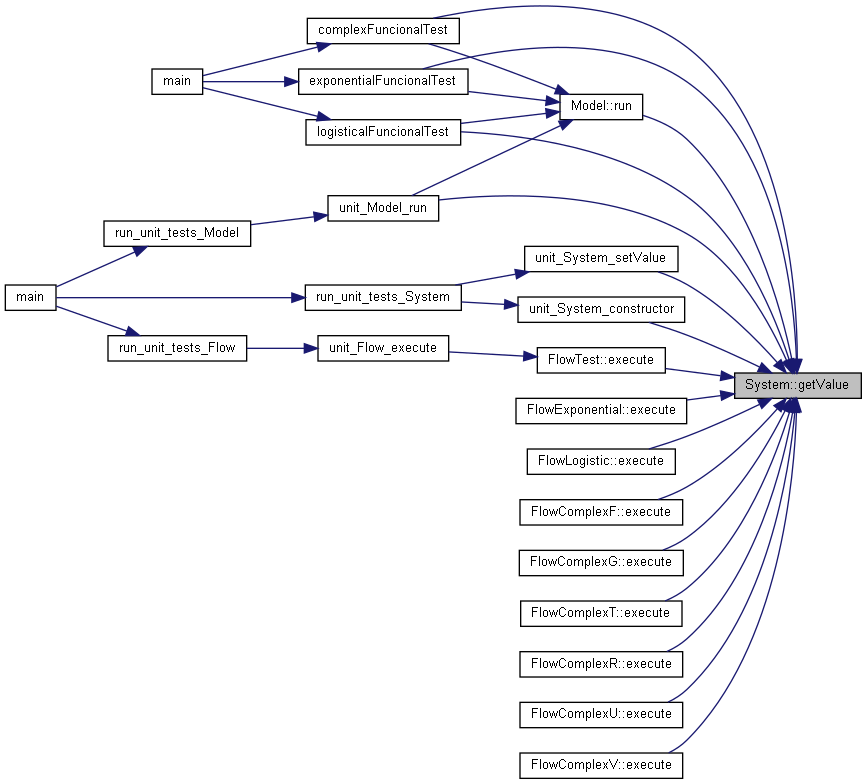 complexFuncionalTest
main
exponentialFuncionalTest
Model::run
logisticalFuncionalTest
unit_Model_run
run_unit_tests_Model
unit_System_setValue
main
run_unit_tests_System
unit_System_constructor
run_unit_tests_Flow
unit_Flow_execute
FlowTest::execute
System::getValue
FlowExponential::execute
FlowLogistic::execute
FlowComplexF::execute
FlowComplexG::execute
FlowComplexT::execute
FlowComplexR::execute
FlowComplexU::execute
FlowComplexV::execute